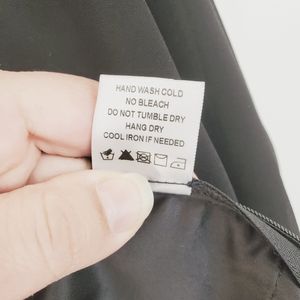 HAND WASH COLD
NO BLEACH
DO NOT TUMBLE DRY
HANG DRY
COOL IRON IF NEEDED